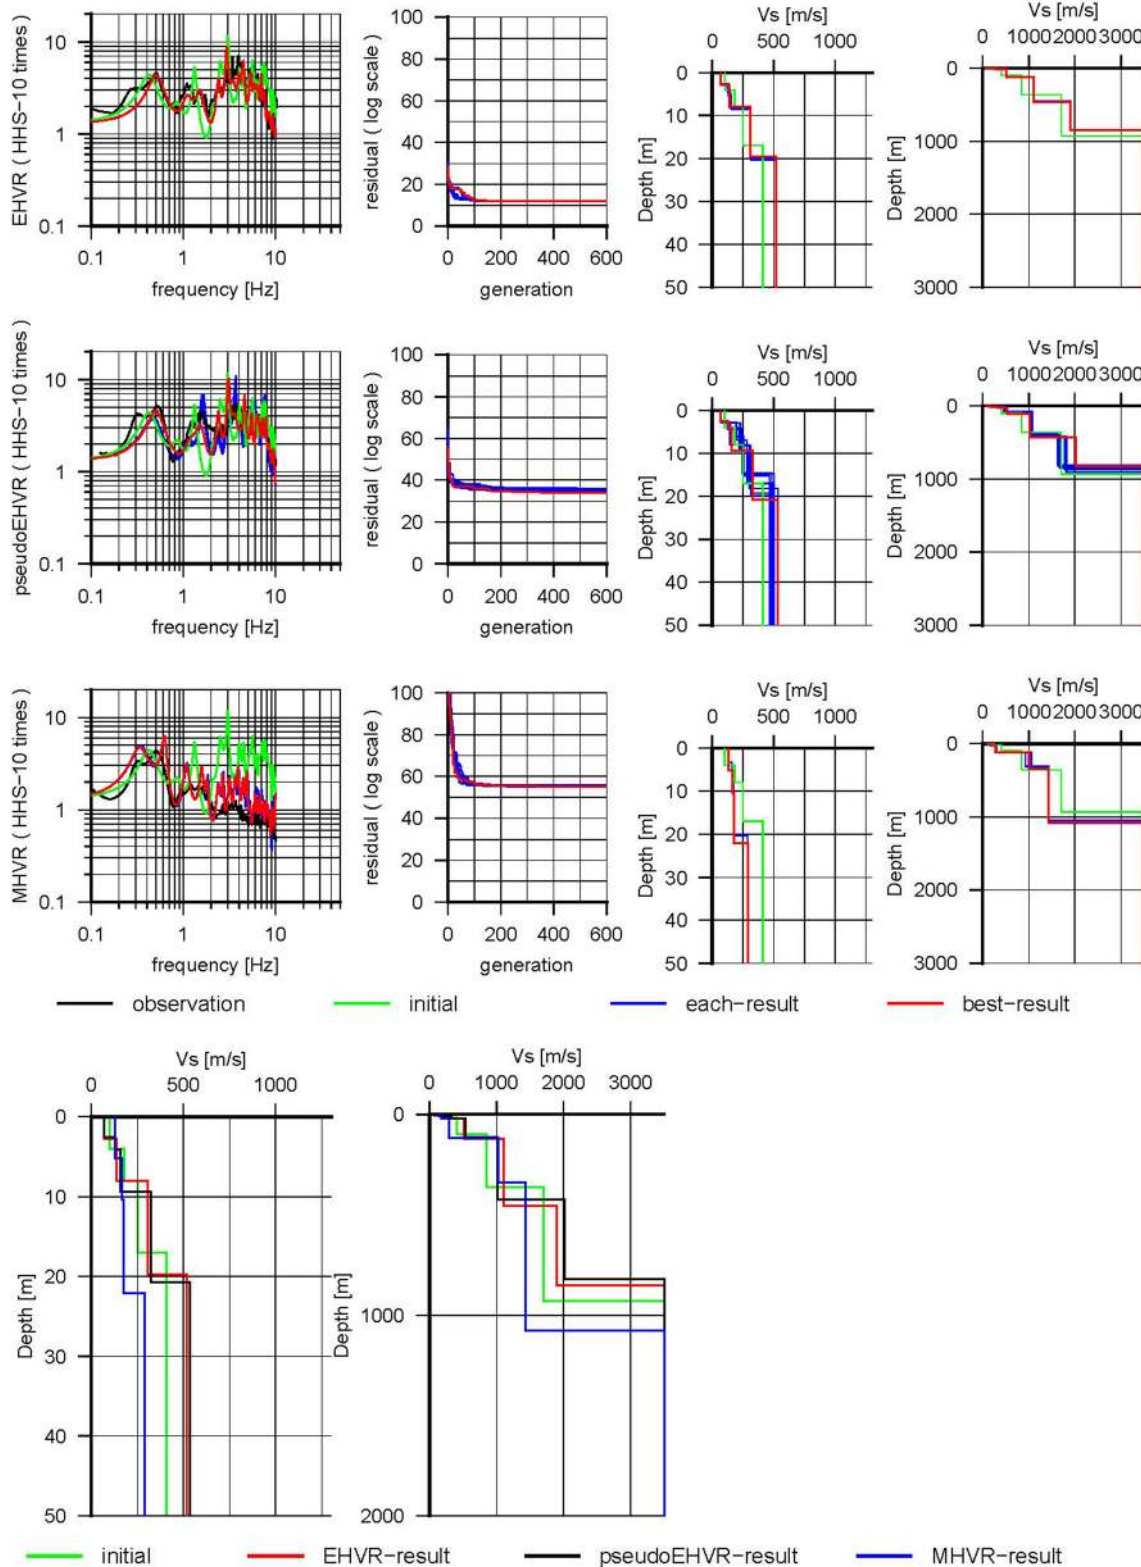 EHVR ( HHS-10 times )
10
1
0.1
0.1 1 10
frequency [Hz]
residual ( log scale )
100
80
60
40
20
0
0 200 400 600
generation
Vs [m/s]
0 500 1000
Depth [m]
0
10
20
30
40
50
Vs [m/s]
0 1000 2000 3000
Depth [m]
0
1000
2000
3000
pseudoEHVR ( HHS-10 times )
10
1
0.1
0.1 1 10
frequency [Hz]
residual ( log scale )
100
80
60
40
20
0
0 200 400 600
generation
Vs [m/s]
0 500 1000
Depth [m]
0
10
20
30
40
50
Vs [m/s]
0 1000 2000 3000
Depth [m]
0
1000
2000
3000
MHVR ( HHS-10 times )
10
1
0.1
0.1 1 10
frequency [Hz]
residual ( log scale )
100
80
60
40
20
0
0 200 400 600
generation
Vs [m/s]
0 500 1000
Depth [m]
0
10
20
30
40
50
Vs [m/s]
0 1000 2000 3000
Depth [m]
0
1000
2000
3000
observation initial each-result best-result
Vs [m/s]
0 500 1000
Depth [m]
0
10
20
30
40
50
Vs [m/s]
0 1000 2000 3000
Depth [m]
0
1000
2000
initial EHVR-result pseudoEHVR-result MHVR-result